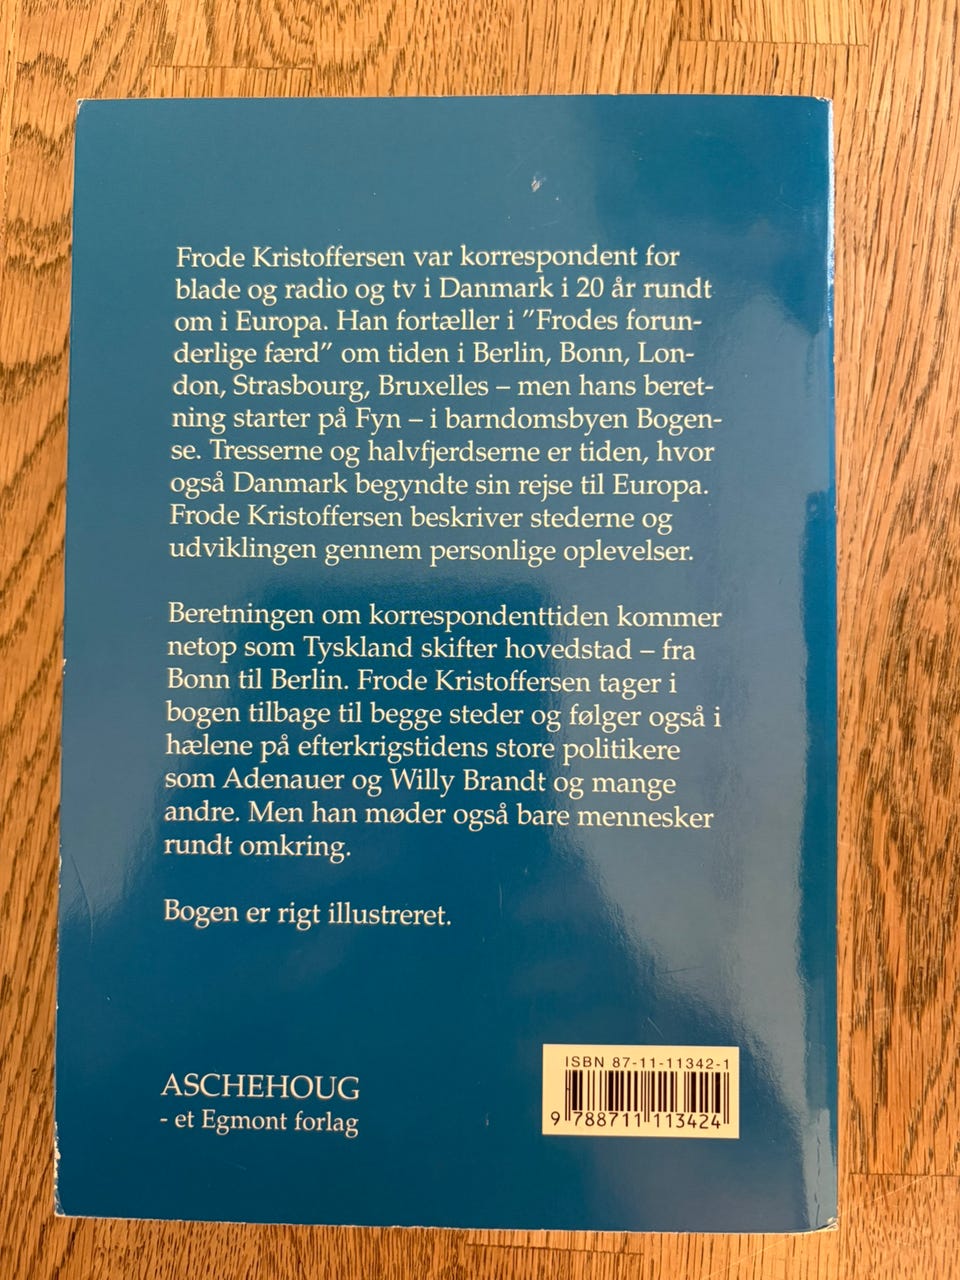 Frode Kristoffersen var korrespondent for
blade og radio og tv i Danmark i 20 år rundt
om i Europa. Han fortæller i ”Frodes forun-
derlige færd” om tiden i Berlin, Bonn, Lon-
don, Strasbourg, Bruxelles – men hans beret-
ning starter på Fyn – i barndomsbyen Bogen-
se. Tresserne og halvfjerdserne er tiden, hvor
også Danmark begyndte sin rejse til Europa.
Frode Kristoffersen beskriver stederne og
udviklingen gennem personlige oplevelser.
Beretningen om korrespondenttiden kommer
netop som Tyskland skifter hovedstad – fra
Bonn til Berlin. Frode Kristoffersen tager i
bogen tilbage til begge steder og følger også i
hælene på efterkrigstidens store politikere
som Adenauer og Willy Brandt og mange
andre. Men han møder også bare mennesker
rundt omkring.
Bogen er rigt illustreret.
ASCHEHOUG
- et Egmont forlag
ISBN 87-11-11342-1
9 788711 113424